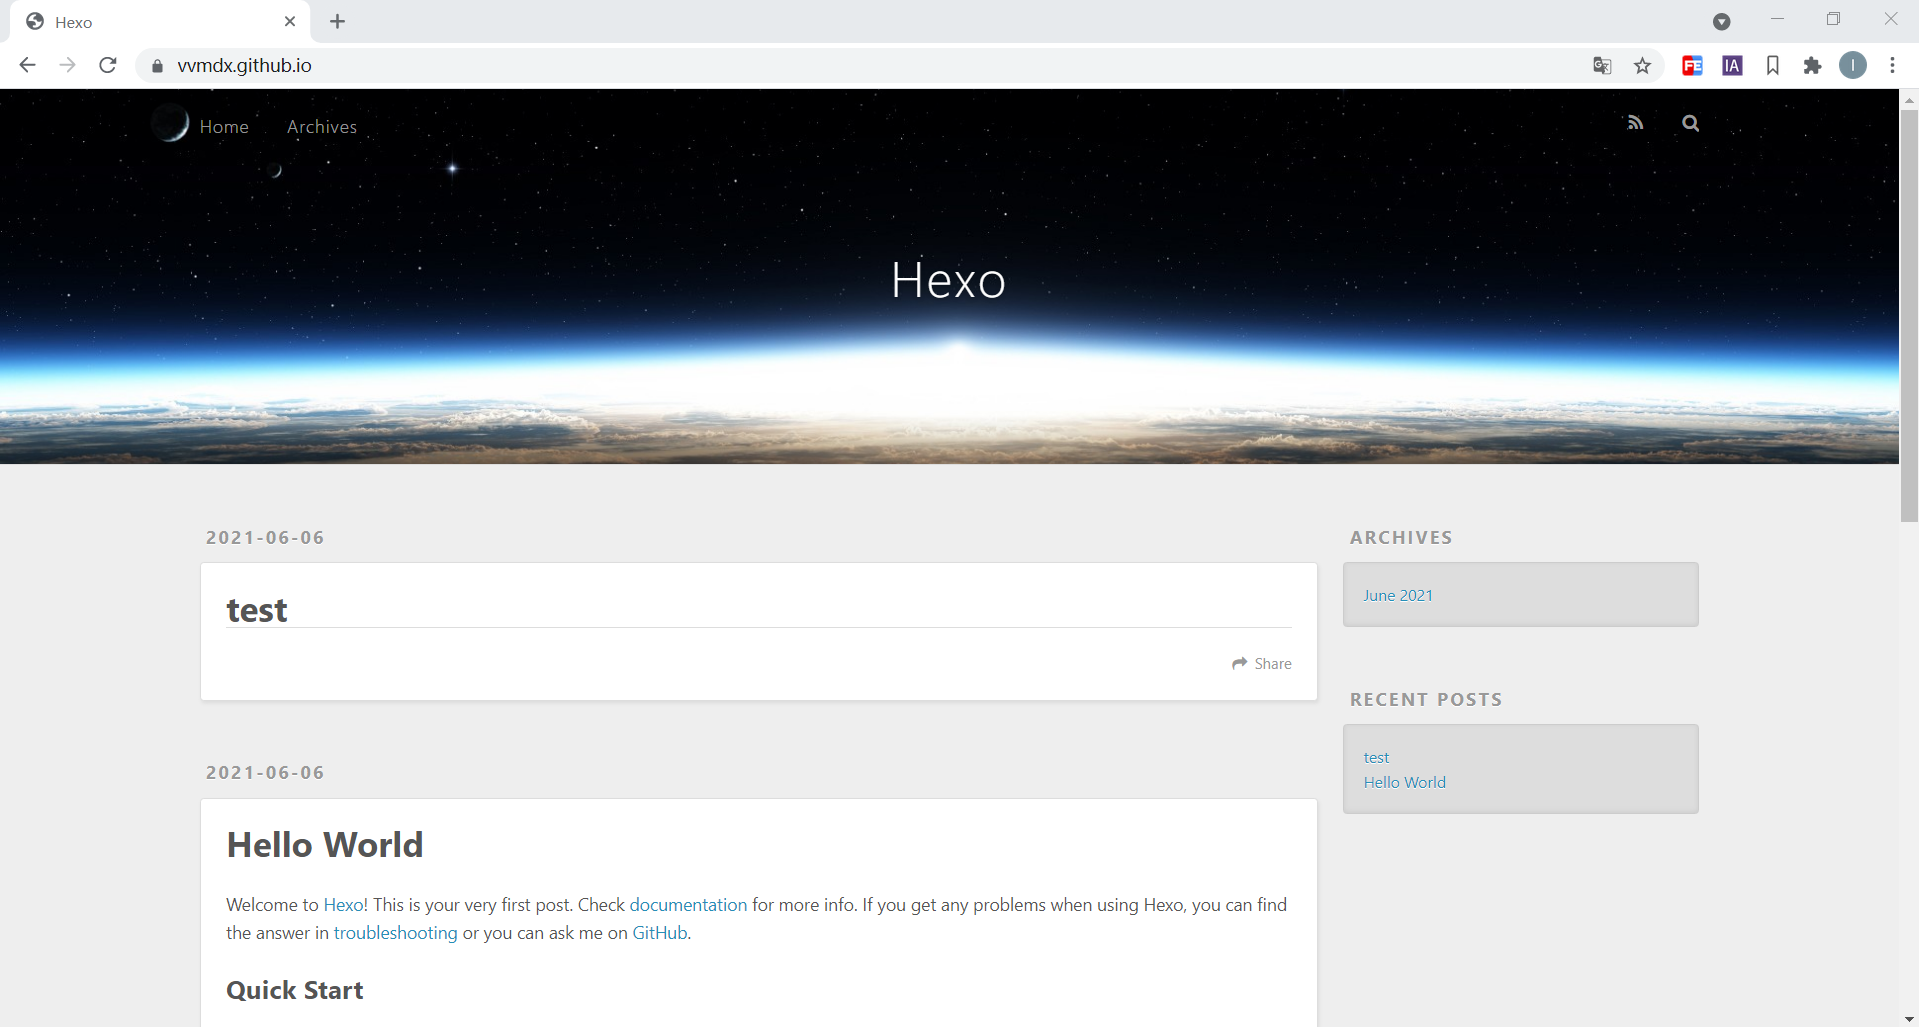 Hexo
vvmdx.github.io
FE
IA
I
Home
Archives
Hexo
2021-06-06
test
Share
2021-06-06
Hello World
Welcome to Hexo! This is your very first post. Check documentation for more info. If you get any problems when using Hexo, you can find
the answer in troubleshooting or you can ask me on GitHub.
Quick Start
ARCHIVES
June 2021
RECENT POSTS
test
Hello World